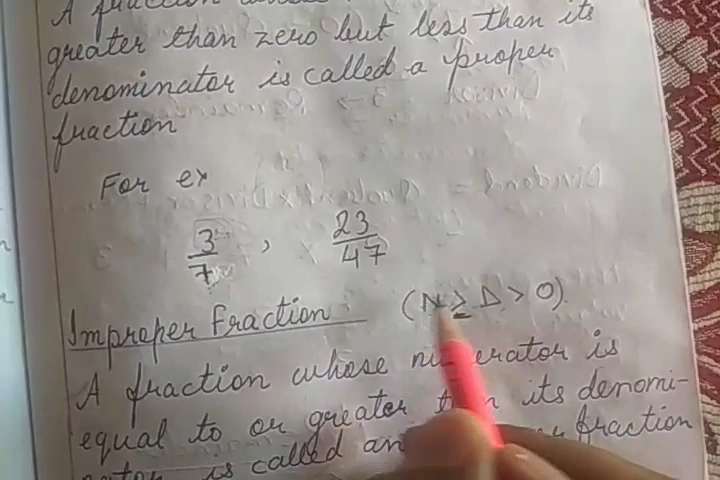 A fraction
greater than zero but less than its
denominator is called a proper
fraction
For ex
3/7 , 23/47
Improper Fraction (N ≥ D > 0)
A fraction whose numerator is
equal to or greater than its denomi-
is called an fraction